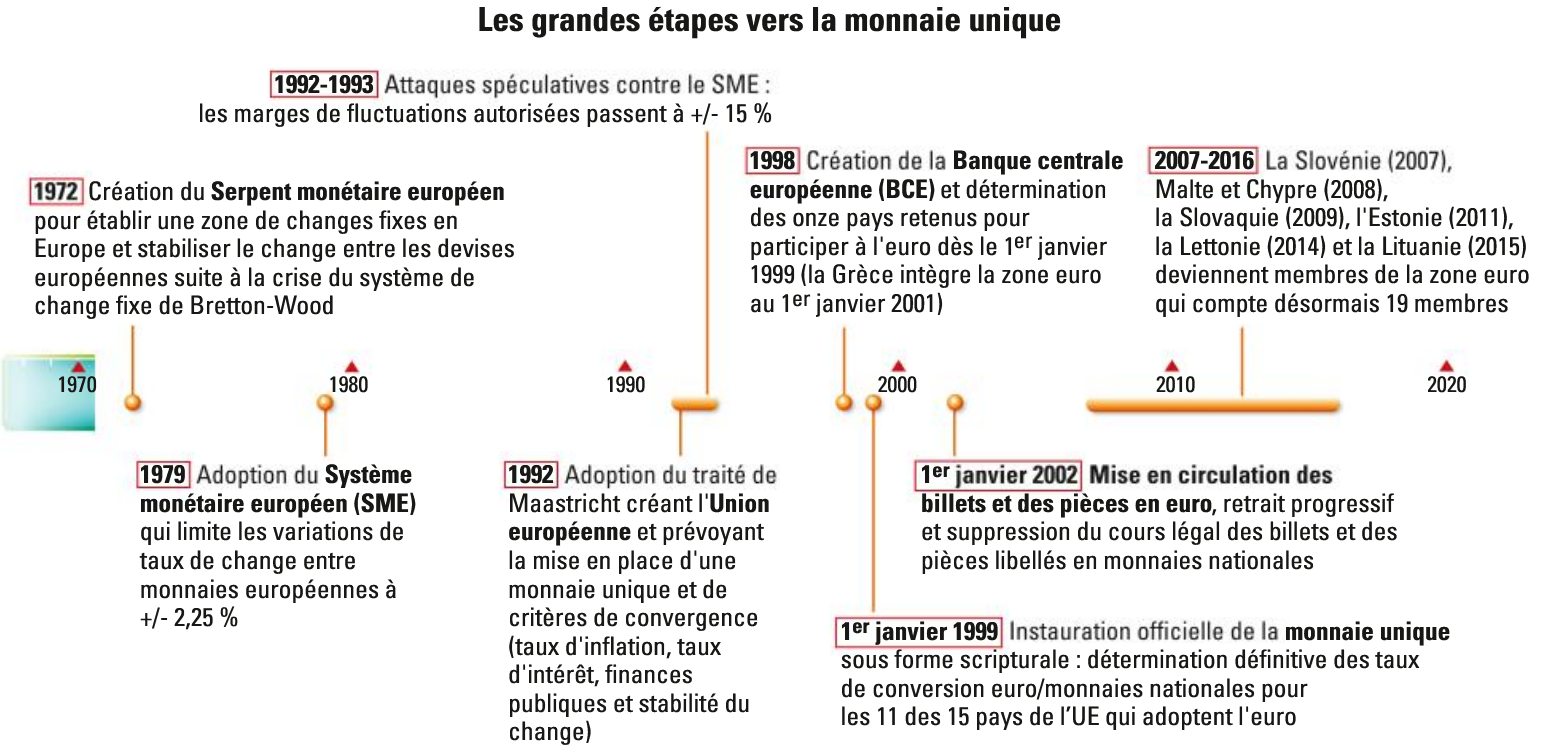 Les grandes étapes vers la monnaie unique
1992-1993 Attaques spéculatives contre le SME :
les marges de fluctuations autorisées passent à +/- 15 %
1972 Création du Serpent monétaire européen
pour établir une zone de changes fixes en
Europe et stabiliser le change entre les devises
européennes suite à la crise du système de
change fixe de Bretton-Wood
1998 Création de la Banque centrale
européenne (BCE) et détermination
des onze pays retenus pour
participer à l'euro dès le 1er janvier
1999 (la Grèce intègre la zone euro
au 1er janvier 2001)
2007-2016 La Slovénie (2007),
Malte et Chypre (2008),
la Slovaquie (2009), l'Estonie (2011),
la Lettonie (2014) et la Lituanie (2015)
deviennent membres de la zone euro
qui compte désormais 19 membres
1970 1980 1990 2000 2010 2020
1979 Adoption du Système
monétaire européen (SME)
qui limite les variations de
taux de change entre
monnaies européennes à
+/- 2,25 %
1992 Adoption du traité de
Maastricht créant l'Union
européenne et prévoyant
la mise en place d'une
monnaie unique et de
critères de convergence
(taux d'inflation, taux
d'intérêt, finances
publiques et stabilité du
change)
1er janvier 2002 Mise en circulation des
billets et des pièces en euro, retrait progressif
et suppression du cours légal des billets et des
pièces libellés en monnaies nationales
1er janvier 1999 Instauration officielle de la monnaie unique
sous forme scripturale : détermination définitive des taux
de conversion euro/monnaies nationales pour
les 11 des 15 pays de l’UE qui adoptent l'euro